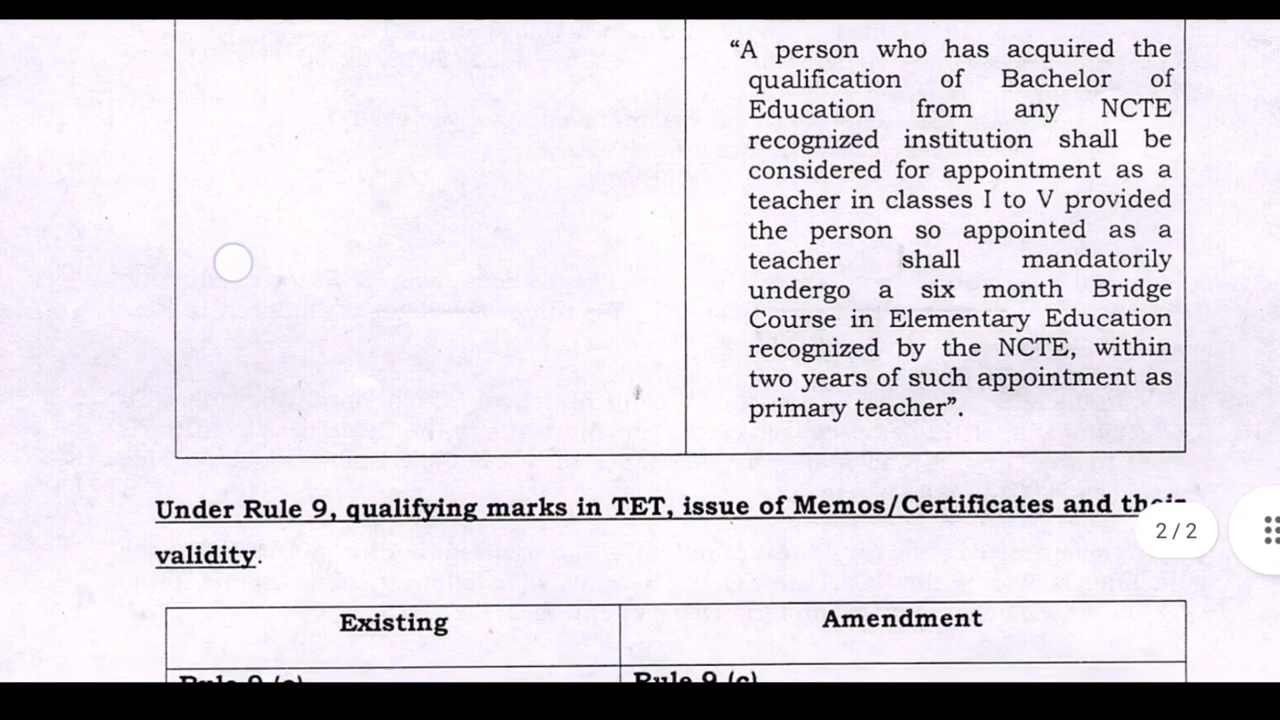 “A person who has acquired the
qualification of Bachelor of
Education from any NCTE
recognized institution shall be
considered for appointment as a
teacher in classes I to V provided
the person so appointed as a
teacher shall mandatorily
undergo a six month Bridge
Course in Elementary Education
recognized by the NCTE, within
two years of such appointment as
primary teacher”.
Under Rule 9, qualifying marks in TET, issue of Memos/Certificates and their
validity.
2/2
Existing
Amendment
Rule 9 (c)